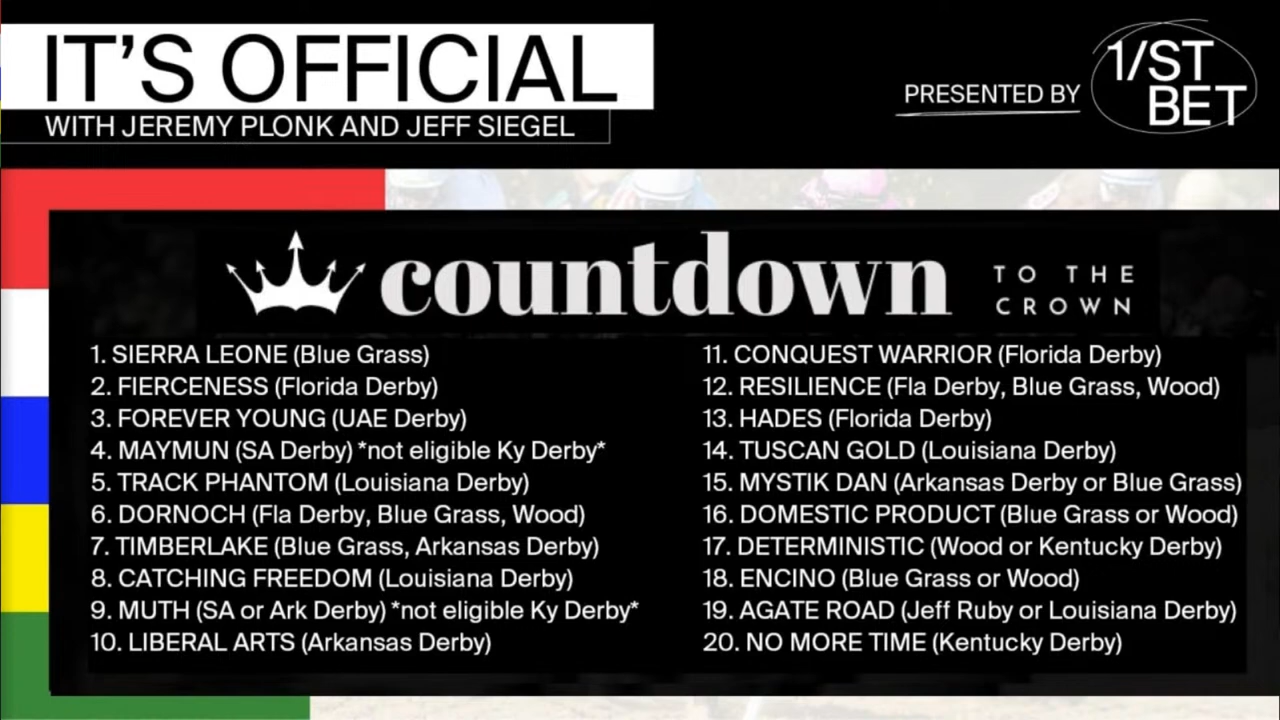 IT'S OFFICIAL
WITH JEREMY PLONK AND JEFF SIEGEL
PRESENTED BY
1/ST
BET
countdown
TO THE
CROWN
1. SIERRA LEONE (Blue Grass)
2. FIERCENESS (Florida Derby)
3. FOREVER YOUNG (UAE Derby)
4. MAYMUN (SA Derby) *not eligible Ky Derby*
5. TRACK PHANTOM (Louisiana Derby)
6. DORNOCH (Fla Derby, Blue Grass, Wood)
7. TIMBERLAKE (Blue Grass, Arkansas Derby)
8. CATCHING FREEDOM (Louisiana Derby)
9. MUTH (SA or Ark Derby) *not eligible Ky Derby*
10. LIBERAL ARTS (Arkansas Derby)
11. CONQUEST WARRIOR (Florida Derby)
12. RESILIENCE (Fla Derby, Blue Grass, Wood)
13. HADES (Florida Derby)
14. TUSCAN GOLD (Louisiana Derby)
15. MYSTIK DAN (Arkansas Derby or Blue Grass)
16. DOMESTIC PRODUCT (Blue Grass or Wood)
17. DETERMINISTIC (Wood or Kentucky Derby)
18. ENCINO (Blue Grass or Wood)
19. AGATE ROAD (Jeff Ruby or Louisiana Derby)
20. NO MORE TIME (Kentucky Derby)